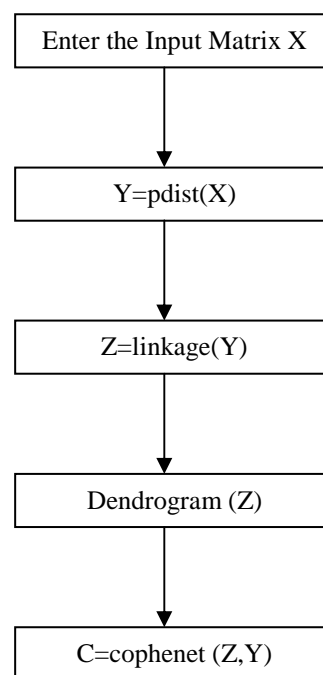 Enter the Input Matrix X
Y=pdist(X)
Z=linkage(Y)
Dendrogram (Z)
C=cophenet (Z,Y)